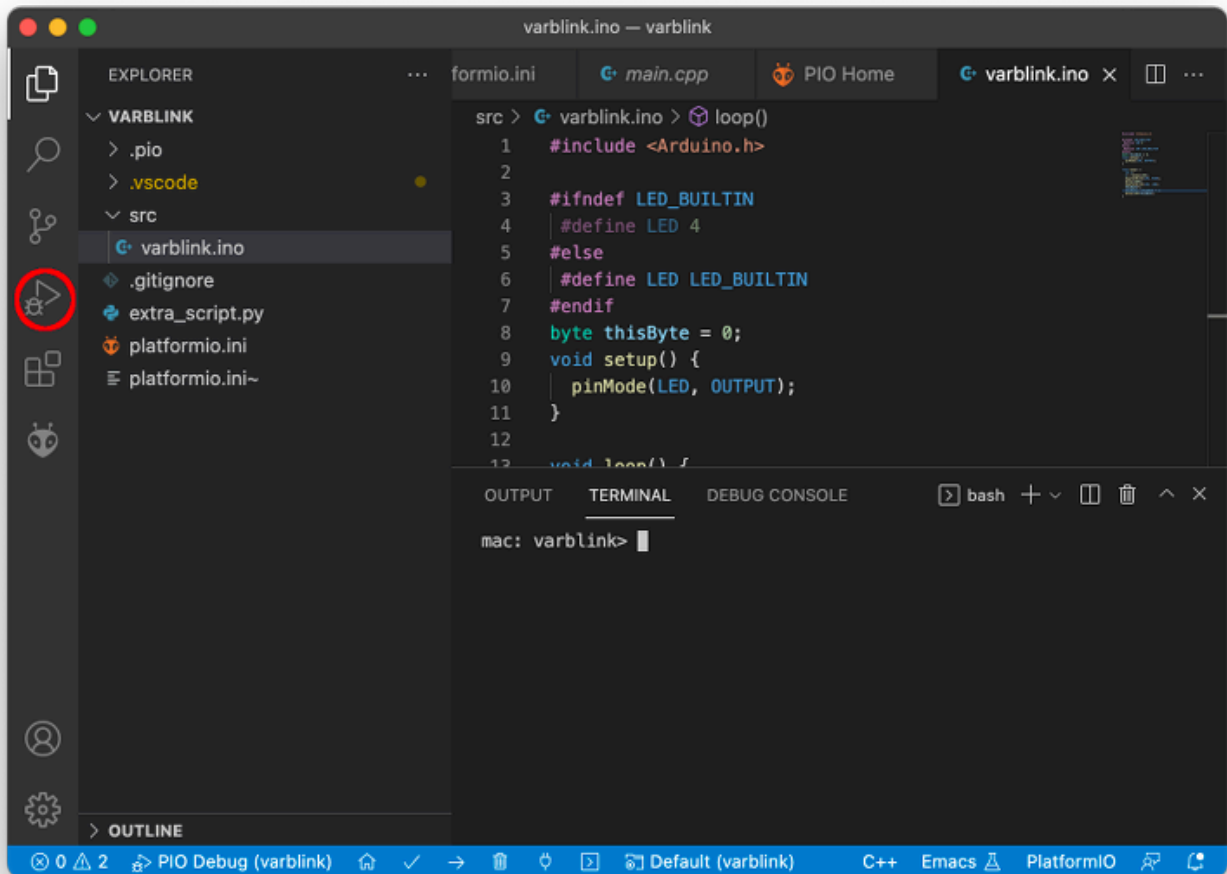 varblink.ino — varblink
EXPLORER
VARBLINK
.pio
.vscode
src
varblink.ino
.gitignore
extra_script.py
platformio.ini
platformio.ini~
OUTLINE
formio.ini main.cpp PIO Home varblink.ino
src > varblink.ino > loop()
1 #include <Arduino.h>
2
3 #ifndef LED_BUILTIN
4 #define LED 4
5 #else
6 #define LED LED_BUILTIN
7 #endif
8 byte thisByte = 0;
9 void setup() {
10 pinMode(LED, OUTPUT);
11 }
12
13 void loop() {
OUTPUT TERMINAL DEBUG CONSOLE bash
mac: varblink>
0 2 PIO Debug (varblink) Default (varblink) C++ Emacs PlatformIO